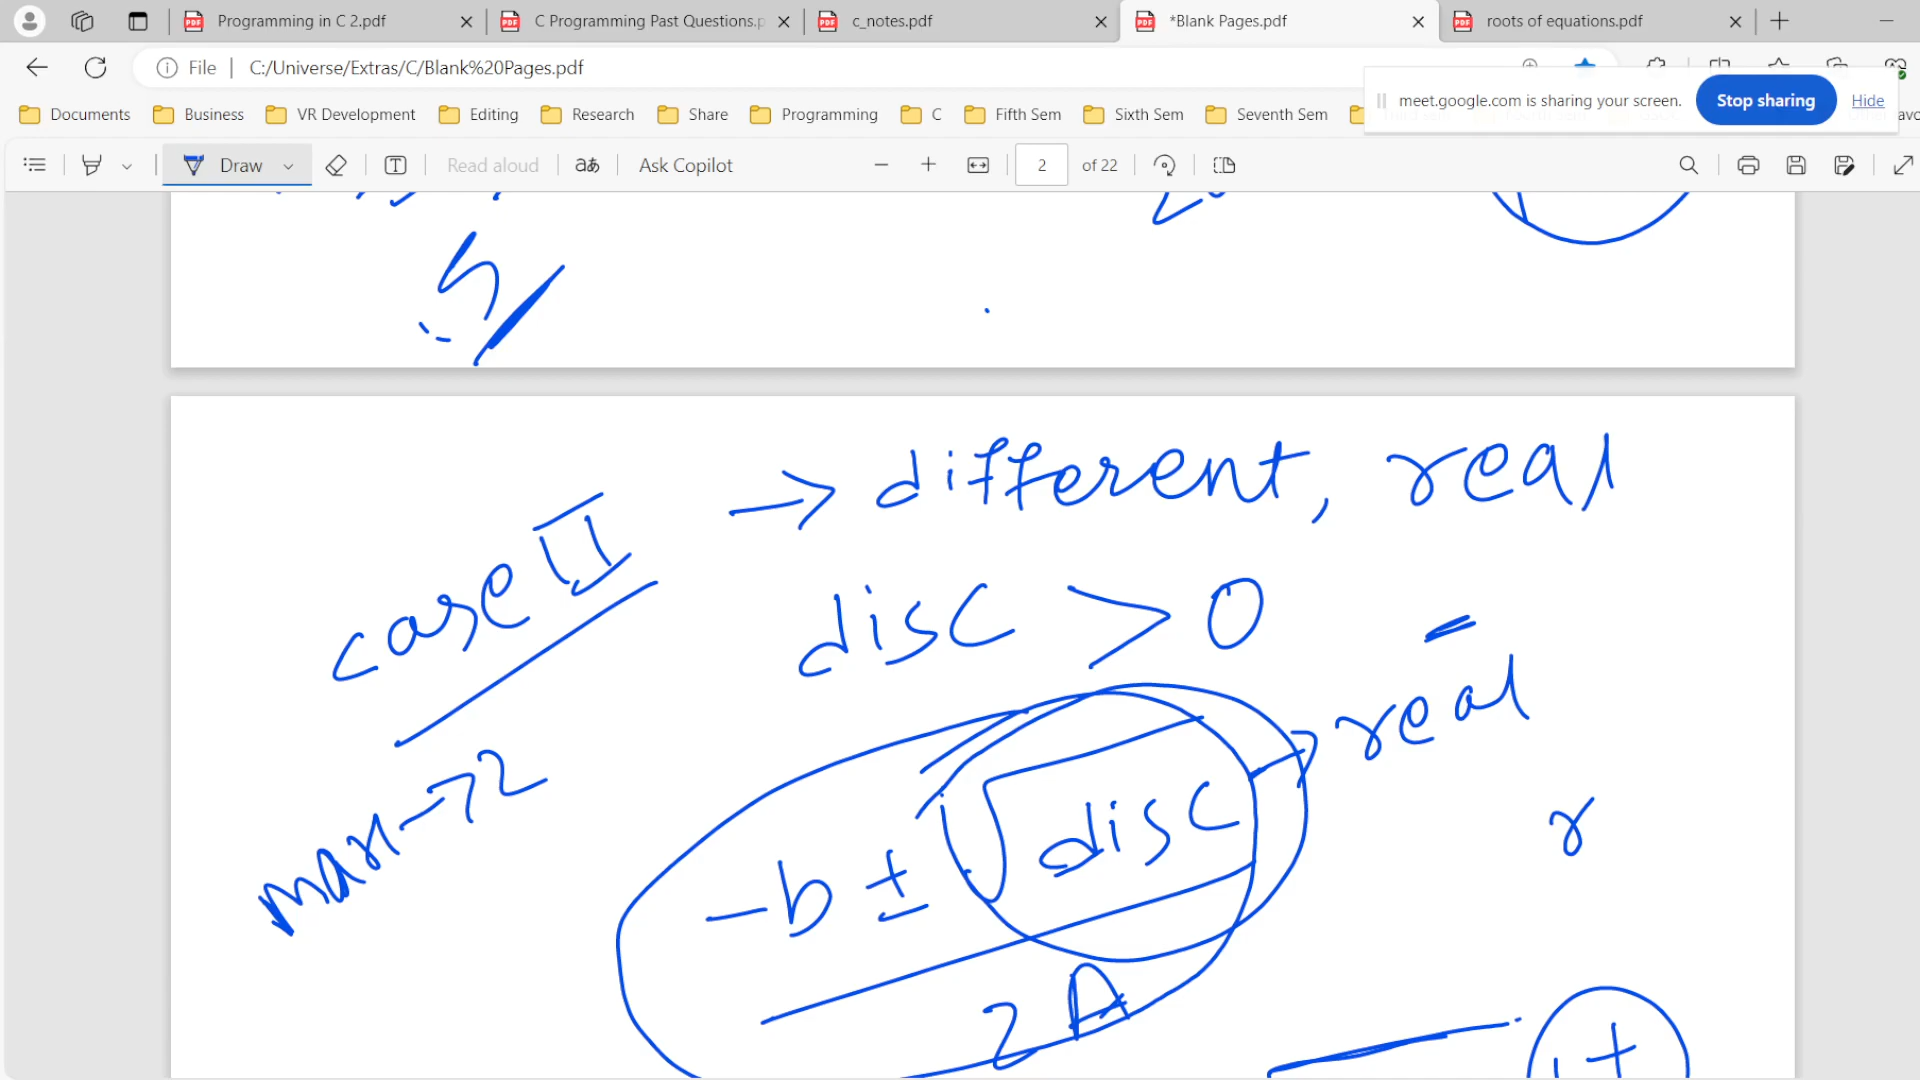 Programming in C 2.pdf
C Programming Past Questions.p
c_notes.pdf
*Blank Pages.pdf
roots of equations.pdf
File | C:/Universe/Extras/C/Blank%20Pages.pdf
meet.google.com is sharing your screen. Stop sharing Hide
Documents Business VR Development Editing Research Share Programming C Fifth Sem Sixth Sem Seventh Sem
Draw Read aloud aあ Ask Copilot 2 of 22
case II → different, real
disc > 0
real
max → 2
-b ± √disc
r
2A
+